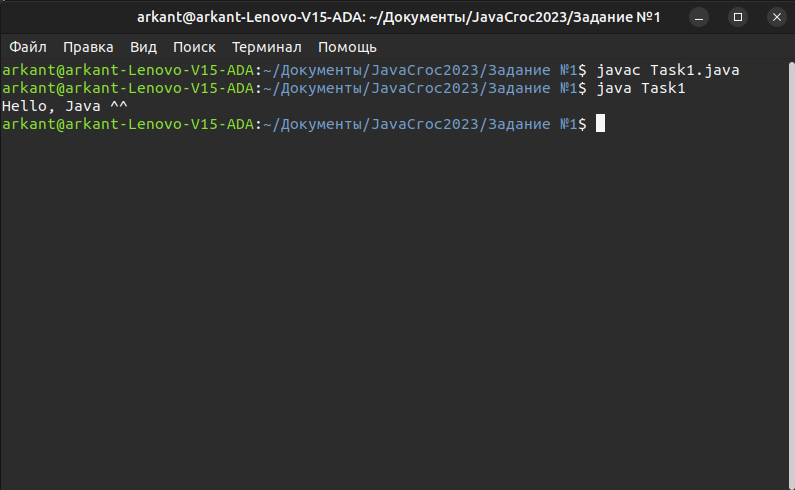 arkant@arkant-Lenovo-V15-ADA: ~/Документы/JavaCroc2023/Задание №1
Файл Правка Вид Поиск Терминал Помощь
arkant@arkant-Lenovo-V15-ADA:~/Документы/JavaCroc2023/Задание №1$ javac Task1.java
arkant@arkant-Lenovo-V15-ADA:~/Документы/JavaCroc2023/Задание №1$ java Task1
Hello, Java ^^
arkant@arkant-Lenovo-V15-ADA:~/Документы/JavaCroc2023/Задание №1$